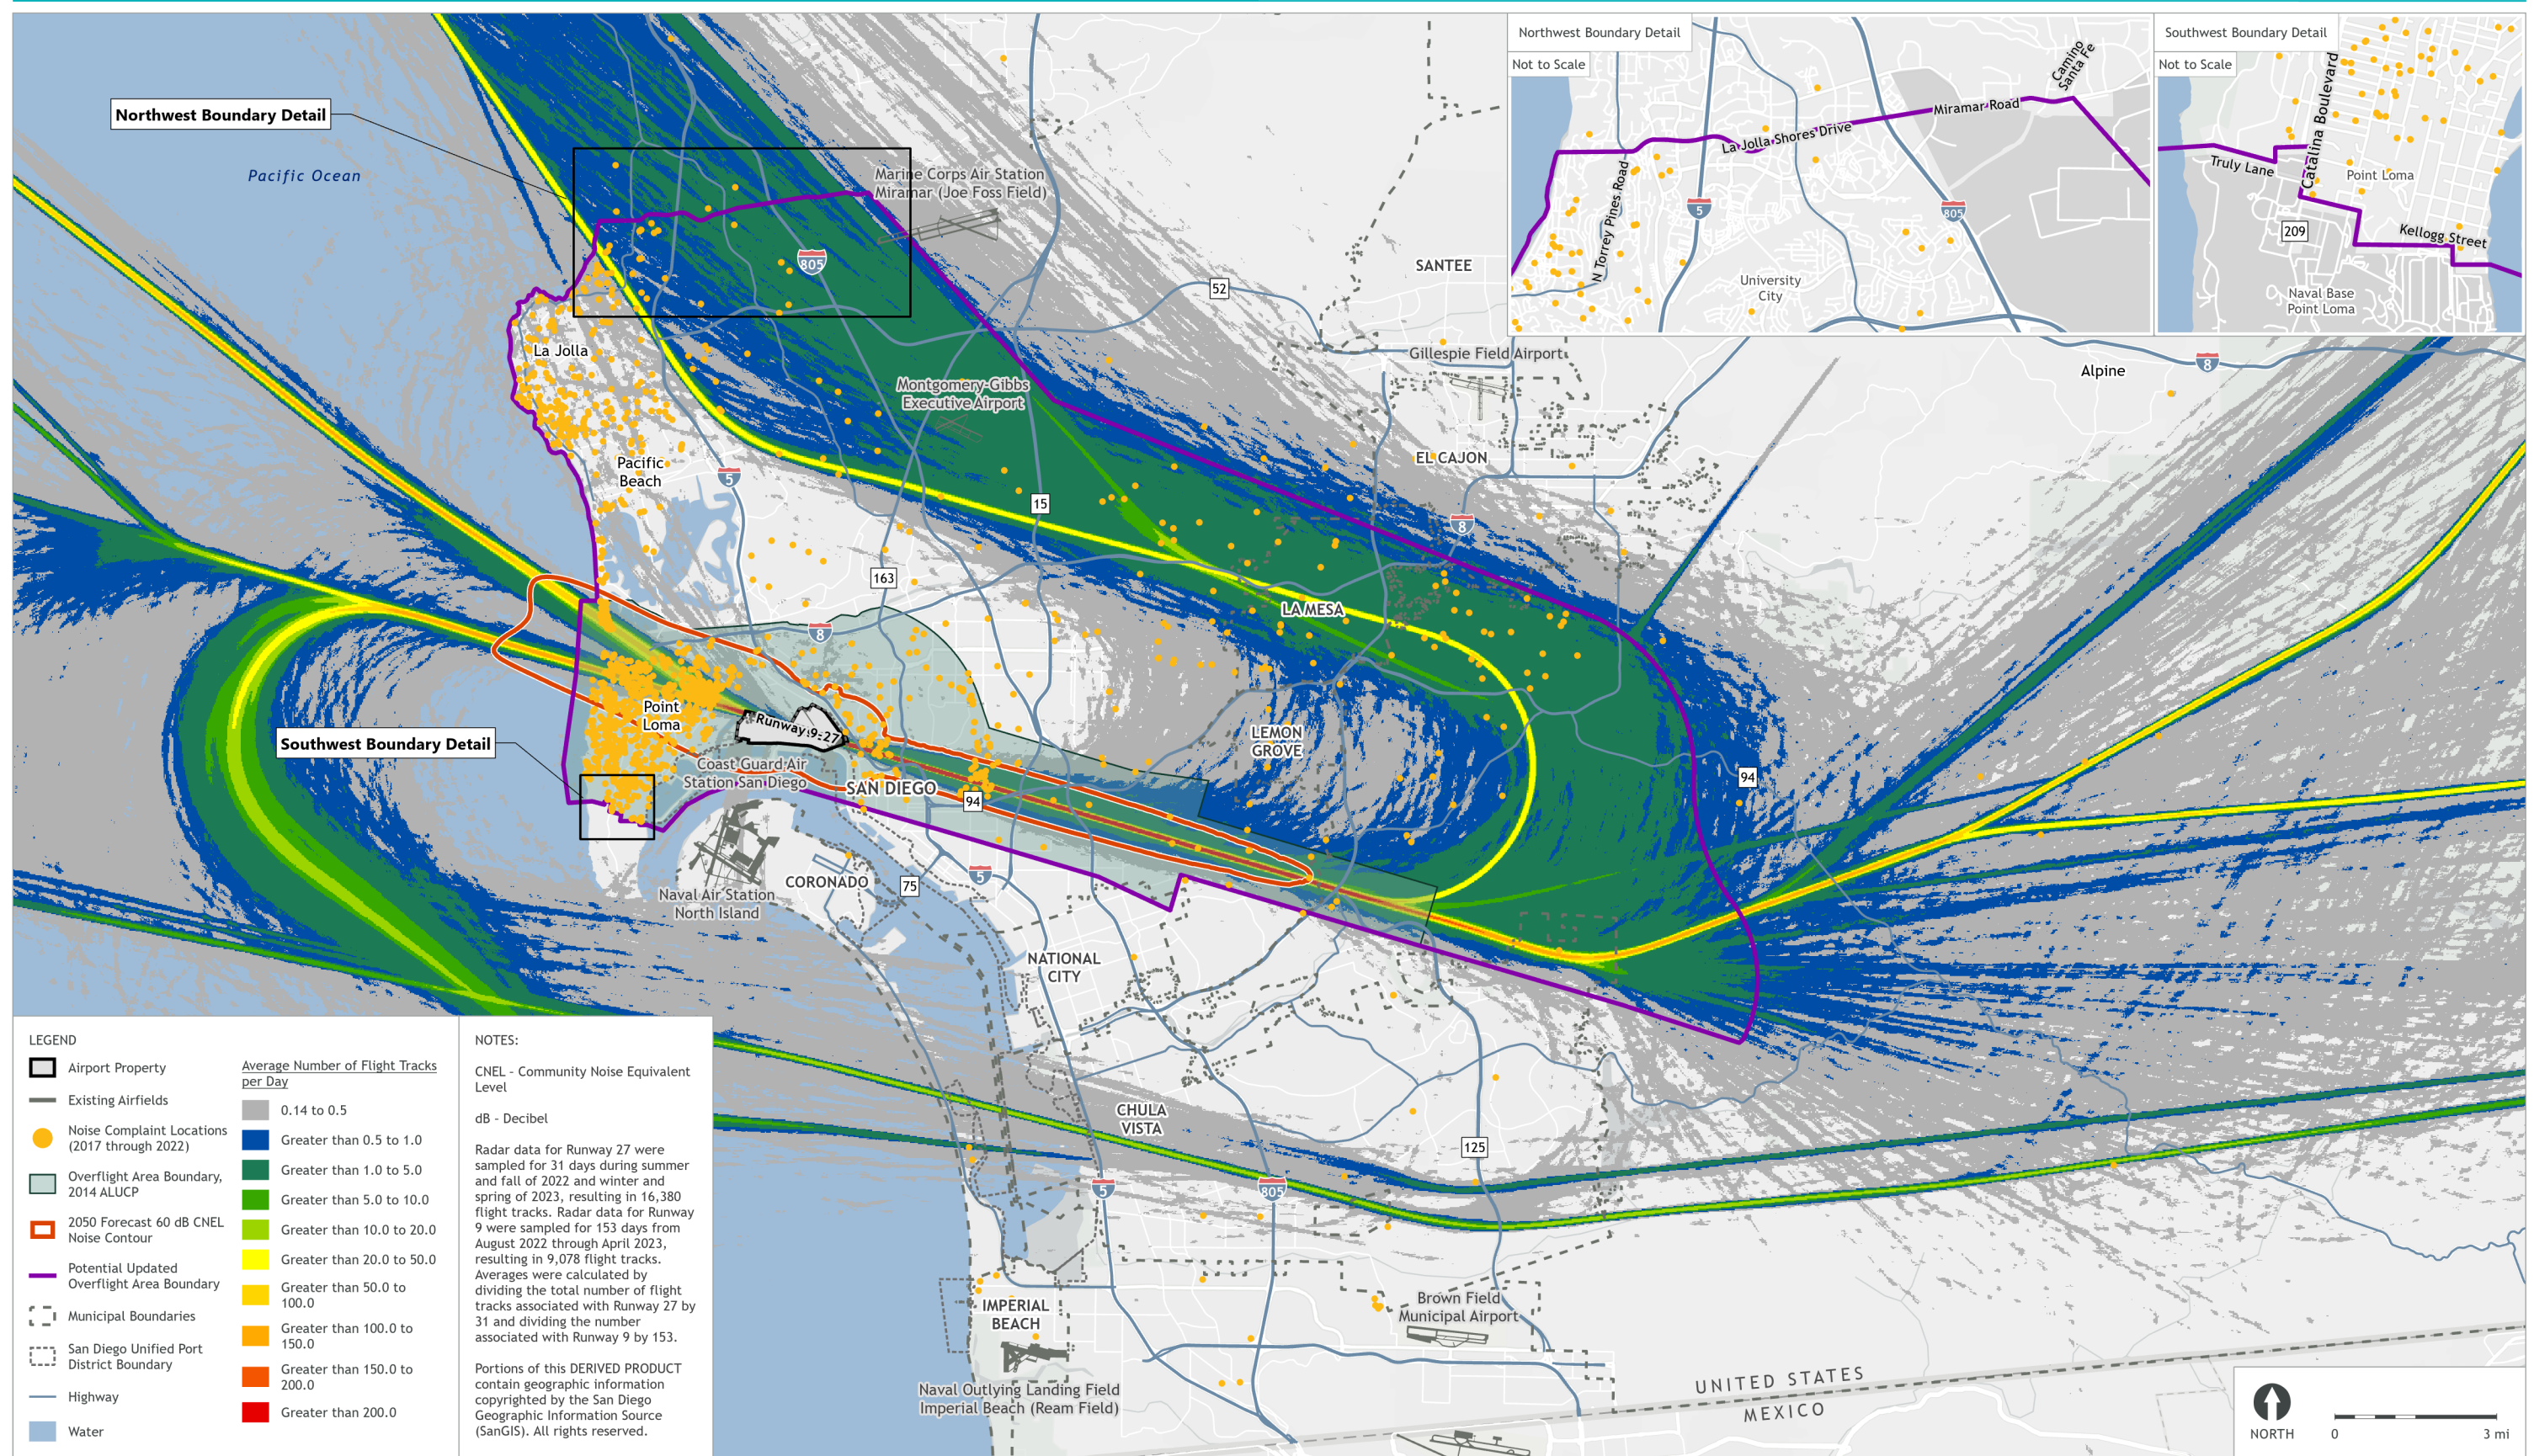 Northwest Boundary Detail
Not to Scale
Camino
Santa Fe
Miramar Road
La Jolla Shores Drive
N Torrey Pines Road
5
805
University
City
Southwest Boundary Detail
Not to Scale
Catalina Boulevard
Truly Lane
Point Loma
209
Kellogg Street
Naval Base
Point Loma
Northwest Boundary Detail
Pacific Ocean
Marine Corps Air Station
Miramar (Joe Foss Field)
805
SANTEE
52
La Jolla
Gillespie Field Airport
Alpine
8
Montgomery-Gibbs
Executive Airport
EL CAJON
Pacific
Beach
5
15
8
163
LA MESA
8
Point
Loma
Runway 9-27
LEMON
GROVE
Southwest Boundary Detail
Coast Guard Air
Station San Diego
SAN DIEGO
94
94
CORONADO
75
5
Naval Air Station
North Island
NATIONAL
CITY
CHULA
VISTA
125
5
805
IMPERIAL
BEACH
Brown Field
Municipal Airport
Naval Outlying Landing Field
Imperial Beach (Ream Field)
UNITED STATES
MEXICO
NORTH
0
3 mi
LEGEND
Airport Property
Existing Airfields
Noise Complaint Locations
(2017 through 2022)
Overflight Area Boundary,
2014 ALUCP
2050 Forecast 60 dB CNEL
Noise Contour
Potential Updated
Overflight Area Boundary
Municipal Boundaries
San Diego Unified Port
District Boundary
Highway
Water
Average Number of Flight Tracks
per Day
0.14 to 0.5
Greater than 0.5 to 1.0
Greater than 1.0 to 5.0
Greater than 5.0 to 10.0
Greater than 10.0 to 20.0
Greater than 20.0 to 50.0
Greater than 50.0 to
100.0
Greater than 100.0 to
150.0
Greater than 150.0 to
200.0
Greater than 200.0
NOTES:
CNEL - Community Noise Equivalent
Level
dB - Decibel
Radar data for Runway 27 were
sampled for 31 days during summer
and fall of 2022 and winter and
spring of 2023, resulting in 16,380
flight tracks. Radar data for Runway
9 were sampled for 153 days from
August 2022 through April 2023,
resulting in 9,078 flight tracks.
Averages were calculated by
dividing the total number of flight
tracks associated with Runway 27 by
31 and dividing the number
associated with Runway 9 by 153.
Portions of this DERIVED PRODUCT
contain geographic information
copyrighted by the San Diego
Geographic Information Source
(SanGIS). All rights reserved.